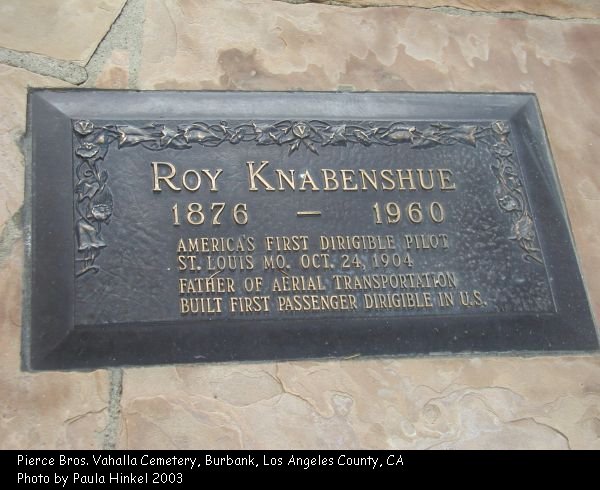 Roy Knabenshue
1876 — 1960
AMERICA'S FIRST DIRIGIBLE PILOT
ST. LOUIS MO. OCT. 24, 1904
FATHER OF AERIAL TRANSPORTATION
BUILT FIRST PASSENGER DIRIGIBLE IN U.S.
Pierce Bros. Vahalla Cemetery, Burbank, Los Angeles County, CA
Photo by Paula Hinkel 2003